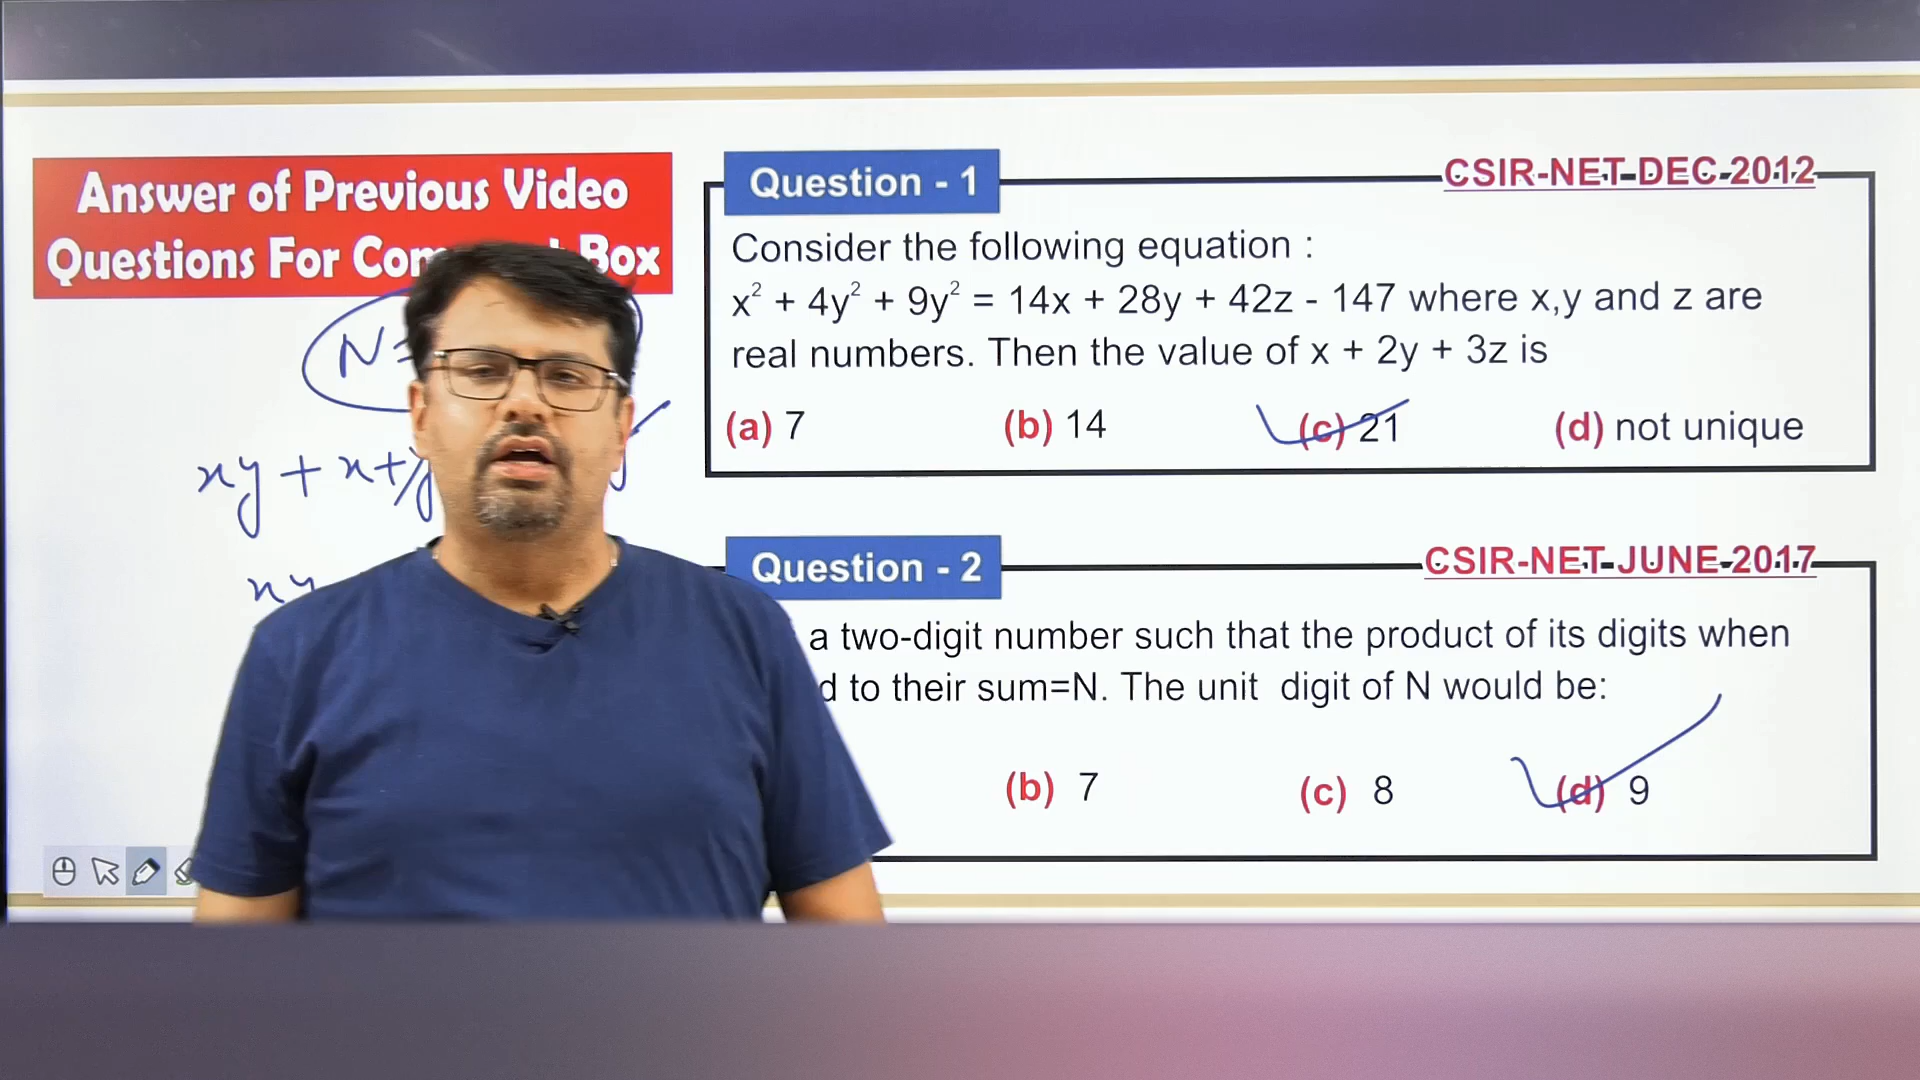 Answer of Previous Video
Questions For Box
N=
xy + x+y
xy
Question - 1
CSIR-NET-DEC-2012
Consider the following equation :
x² + 4y² + 9y² = 14x + 28y + 42z - 147 where x,y and z are
real numbers. Then the value of x + 2y + 3z is
(a) 7 (b) 14 (c) 21 (d) not unique
Question - 2
CSIR-NET-JUNE-2017
a two-digit number such that the product of its digits when
to their sum=N. The unit digit of N would be:
(b) 7 (c) 8 (d) 9